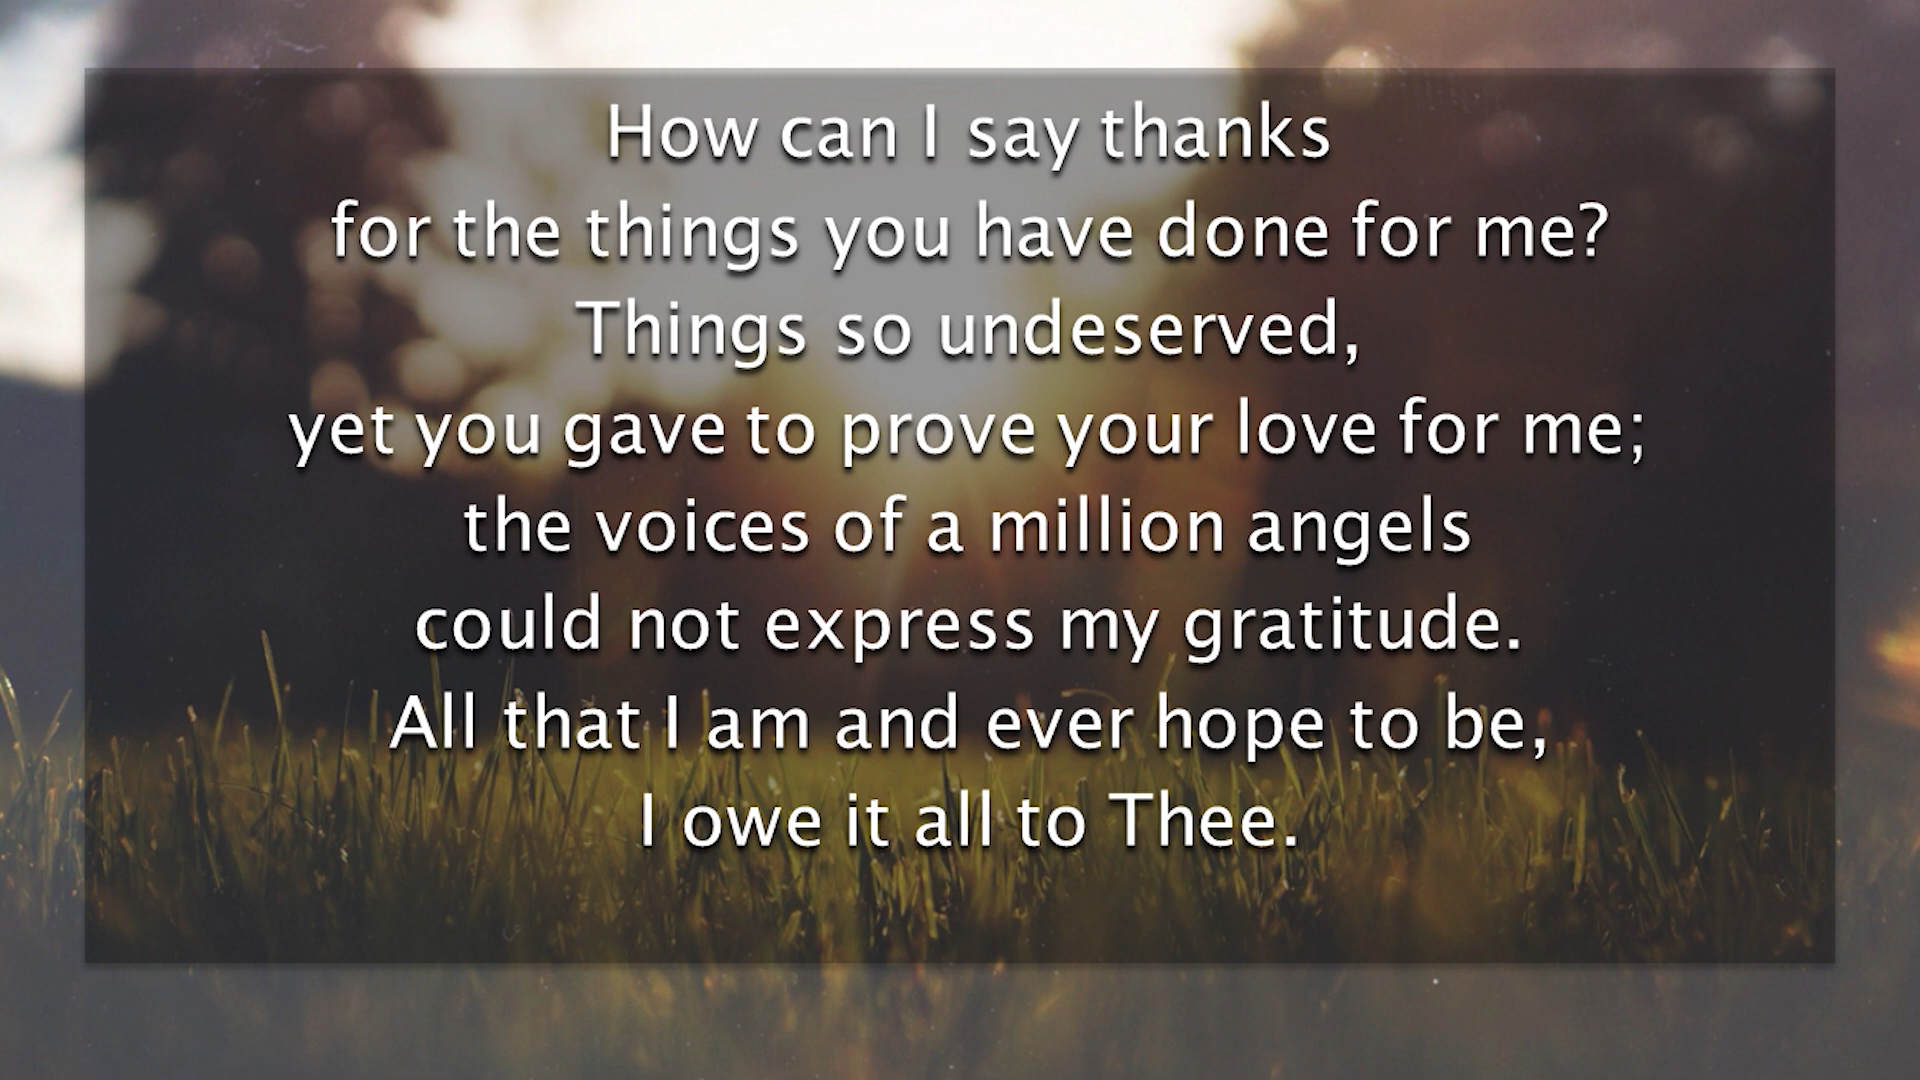 How can I say thanks
for the things you have done for me?
Things so undeserved,
yet you gave to prove your love for me;
the voices of a million angels
could not express my gratitude.
All that I am and ever hope to be,
I owe it all to Thee.